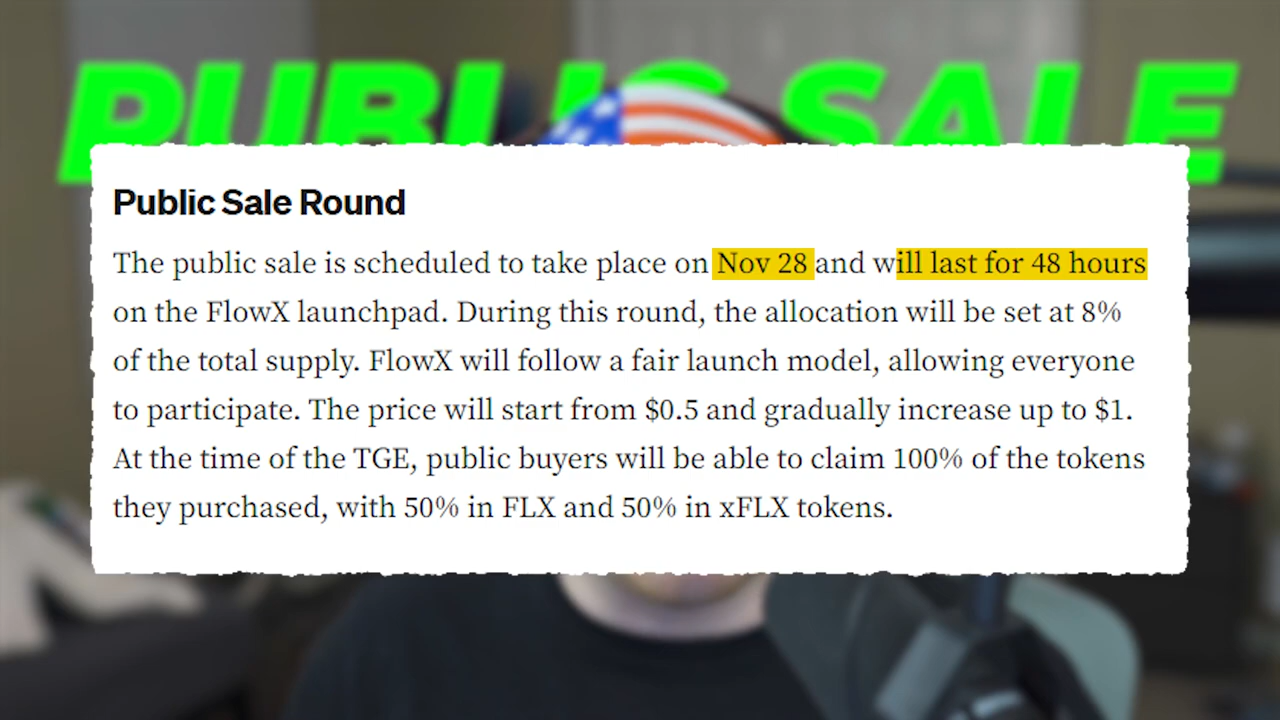 PUBLIC SALE
Public Sale Round
The public sale is scheduled to take place on Nov 28 and will last for 48 hours
on the FlowX launchpad. During this round, the allocation will be set at 8%
of the total supply. FlowX will follow a fair launch model, allowing everyone
to participate. The price will start from $0.5 and gradually increase up to $1.
At the time of the TGE, public buyers will be able to claim 100% of the tokens
they purchased, with 50% in FLX and 50% in xFLX tokens.